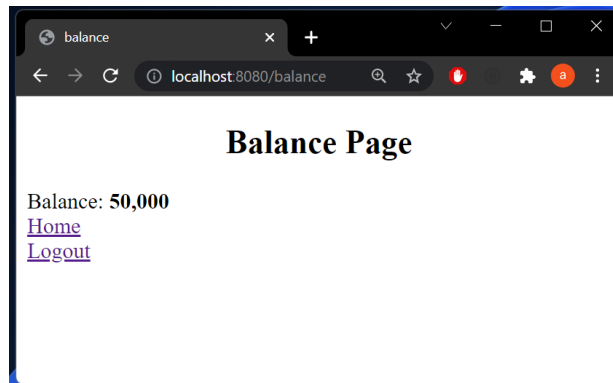 balance
localhost:8080/balance
a
Balance Page
Balance: 50,000
Home
Logout